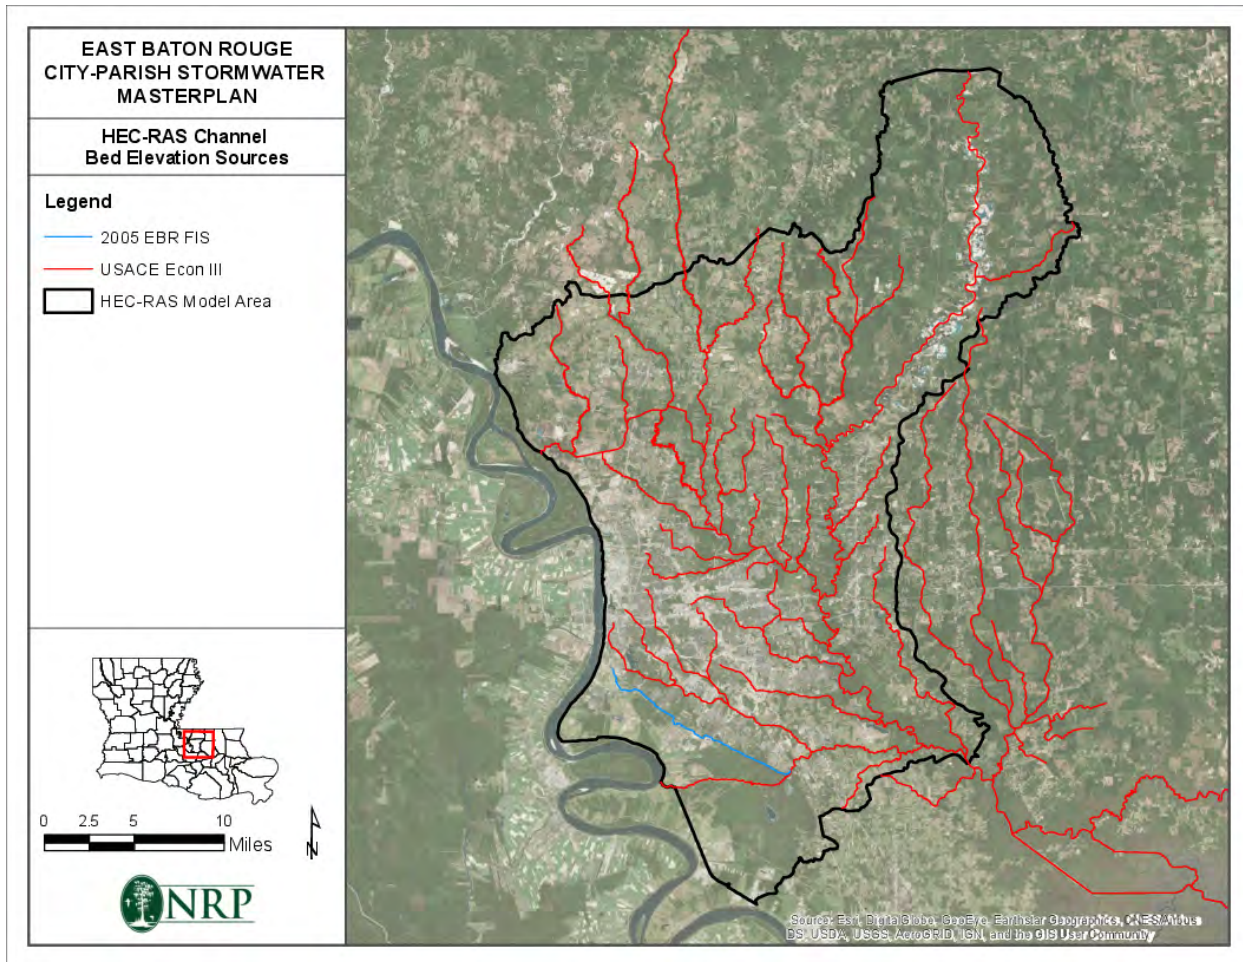 EAST BATON ROUGE
CITY-PARISH STORMWATER
MASTERPLAN
HEC-RAS Channel
Bed Elevation Sources
Legend
2005 EBR FIS
USACE Econ III
HEC-RAS Model Area
0 2.5 5 10
Miles
N
NRP
Source: Esri, DigitalGlobe, GeoEye, Earthstar Geographics, CNES/Airbus
DS, USDA, USGS, AeroGRID, IGN, and the GIS User Community